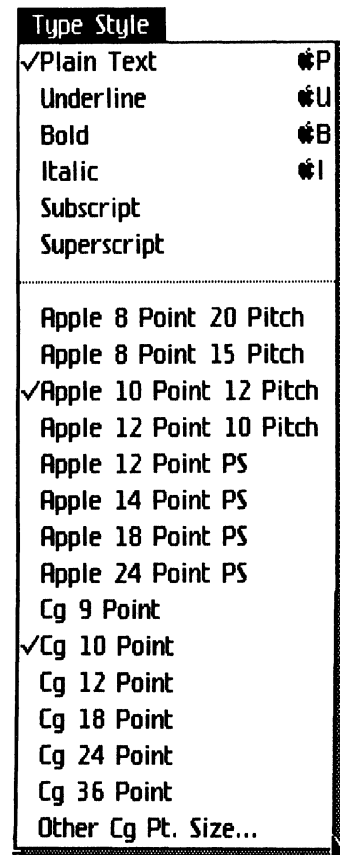 Type Style
✓Plain Text P
Underline U
Bold B
Italic I
Subscript
Superscript
Apple 8 Point 20 Pitch
Apple 8 Point 15 Pitch
✓Apple 10 Point 12 Pitch
Apple 12 Point 10 Pitch
Apple 12 Point PS
Apple 14 Point PS
Apple 18 Point PS
Apple 24 Point PS
Cg 9 Point
✓Cg 10 Point
Cg 12 Point
Cg 18 Point
Cg 24 Point
Cg 36 Point
Other Cg Pt. Size...